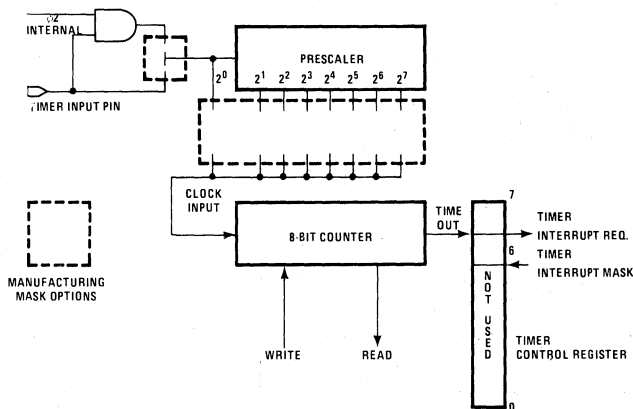 φ2
INTERNAL
TIMER INPUT PIN
PRESCALER
2⁰ 2¹ 2² 2³ 2⁴ 2⁵ 2⁶ 2⁷
CLOCK
INPUT
8-BIT COUNTER
TIME
OUT
7
TIMER
INTERRUPT REQ.
6
TIMER
INTERRUPT MASK
MANUFACTURING
MASK OPTIONS
NOT USED
WRITE
READ
TIMER
CONTROL REGISTER
0